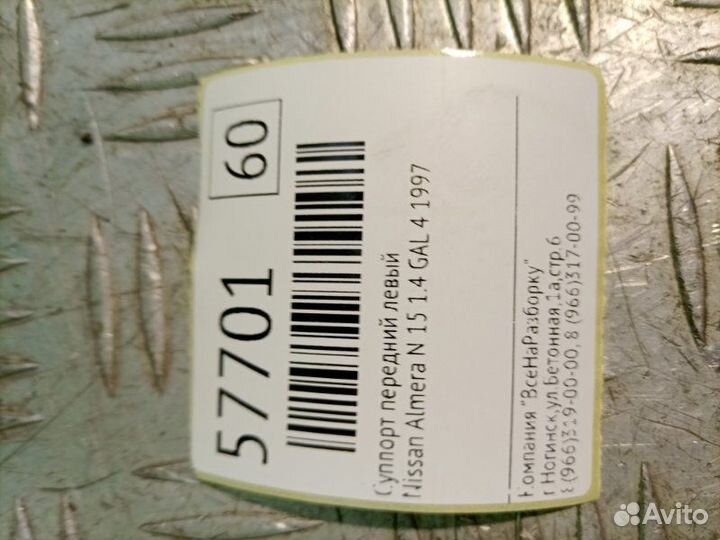 57701
60
Суппорт передний левый
Nissan Almera N 15 1.4 GAL 4 1997
Компания "ВсеНаРазборку"
г.Ногинск,ул.Бетонная,1а,стр.6
8 (966)319-00-00, 8 (966)317-00-99
Avito